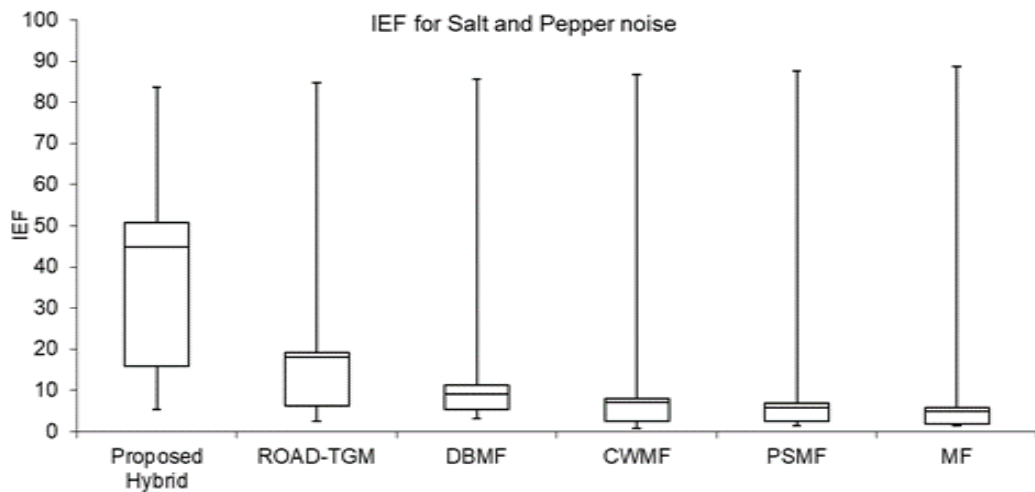 IEF for Salt and Pepper noise
100
90
80
70
60
50
40
30
20
10
0
IEF
Proposed
Hybrid
ROAD-TGM
DBMF
CWMF
PSMF
MF